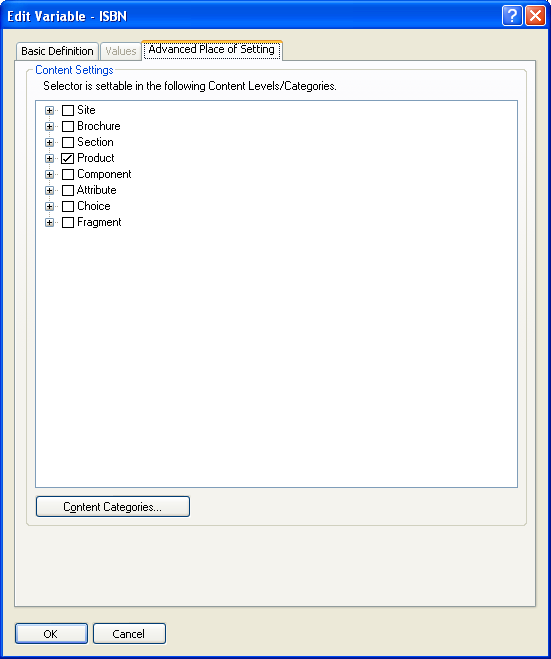 Edit Variable - ISBN
Basic Definition Values Advanced Place of Setting
Content Settings
Selector is settable in the following Content Levels/Categories.
Site
Brochure
Section
Product
Component
Attribute
Choice
Fragment
Content Categories...
OK Cancel